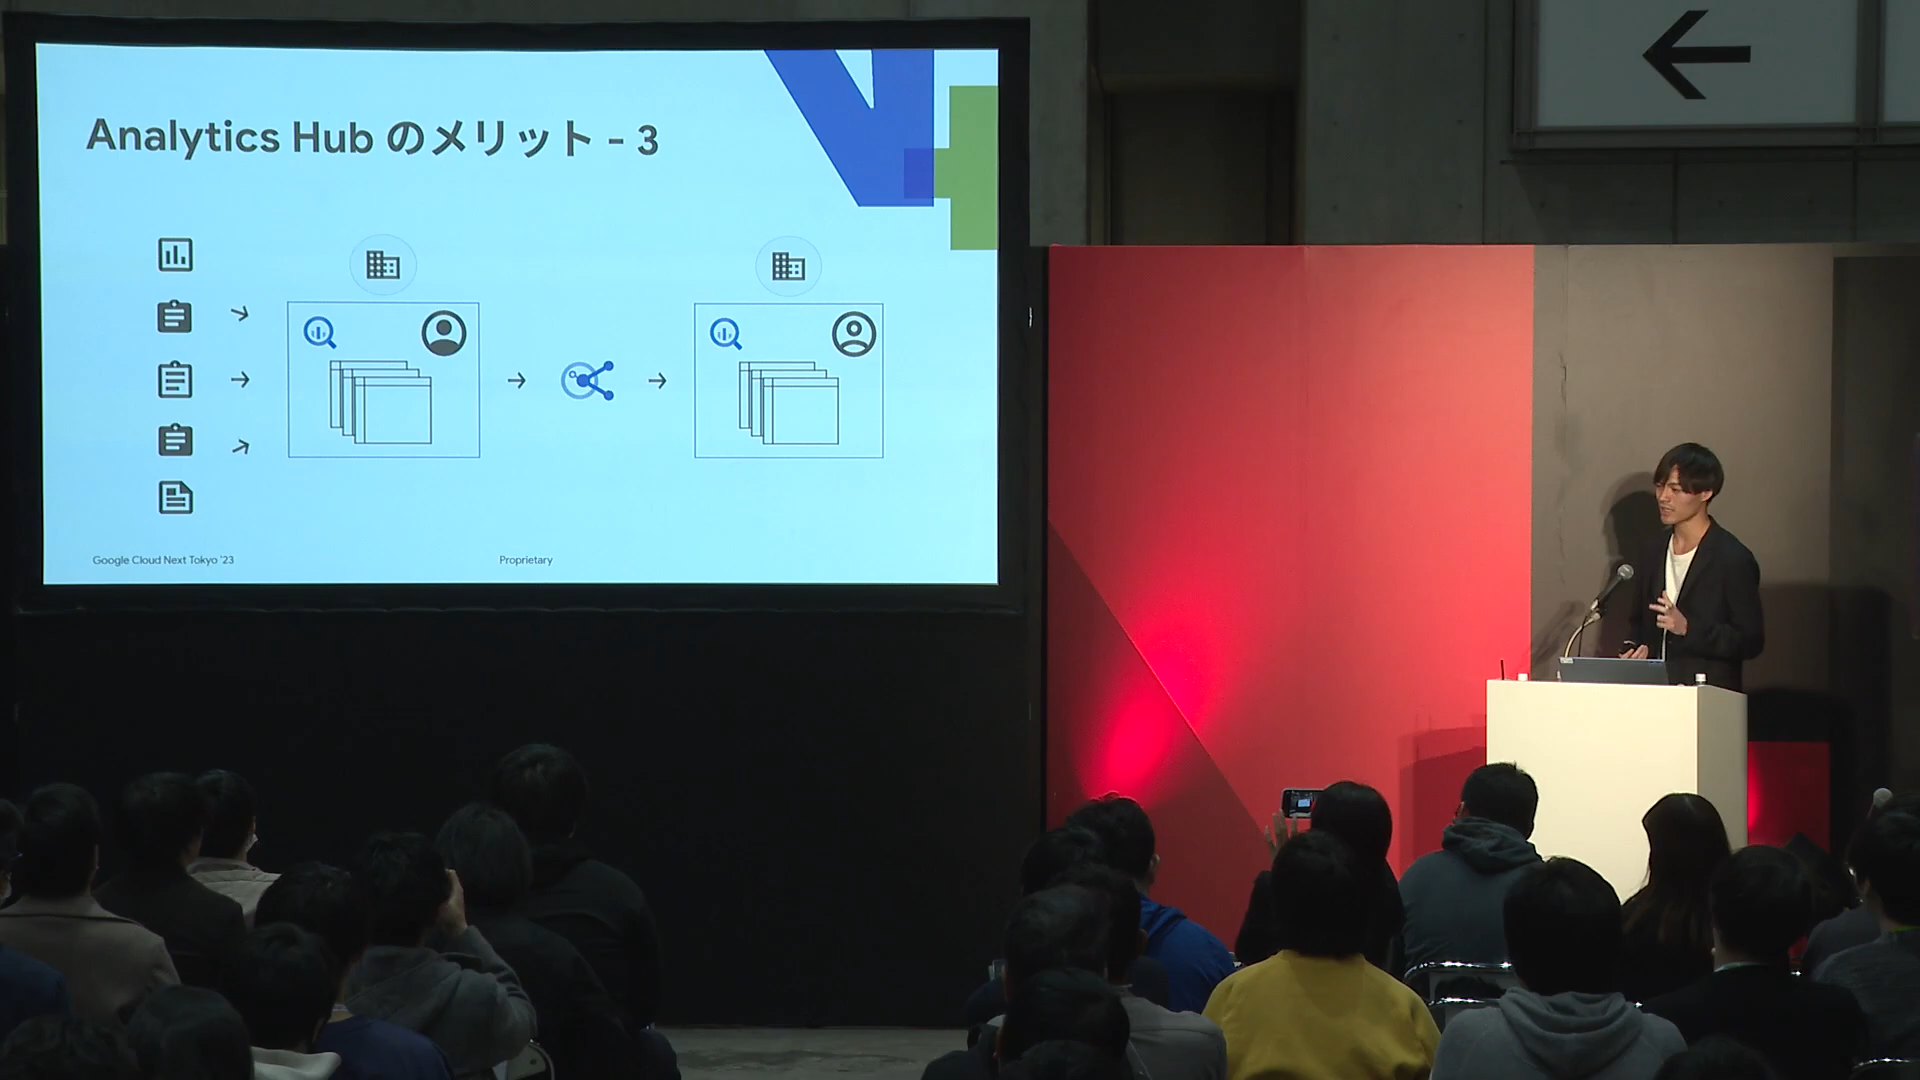 Analytics Hub のメリット - 3
Google Cloud Next Tokyo '23
Proprietary